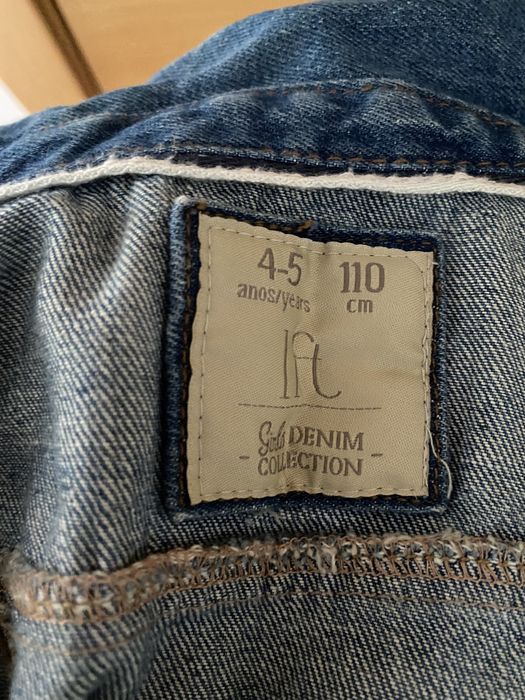 4-5 110
anos/years cm
lft
Girls DENIM
- COLLECTION -